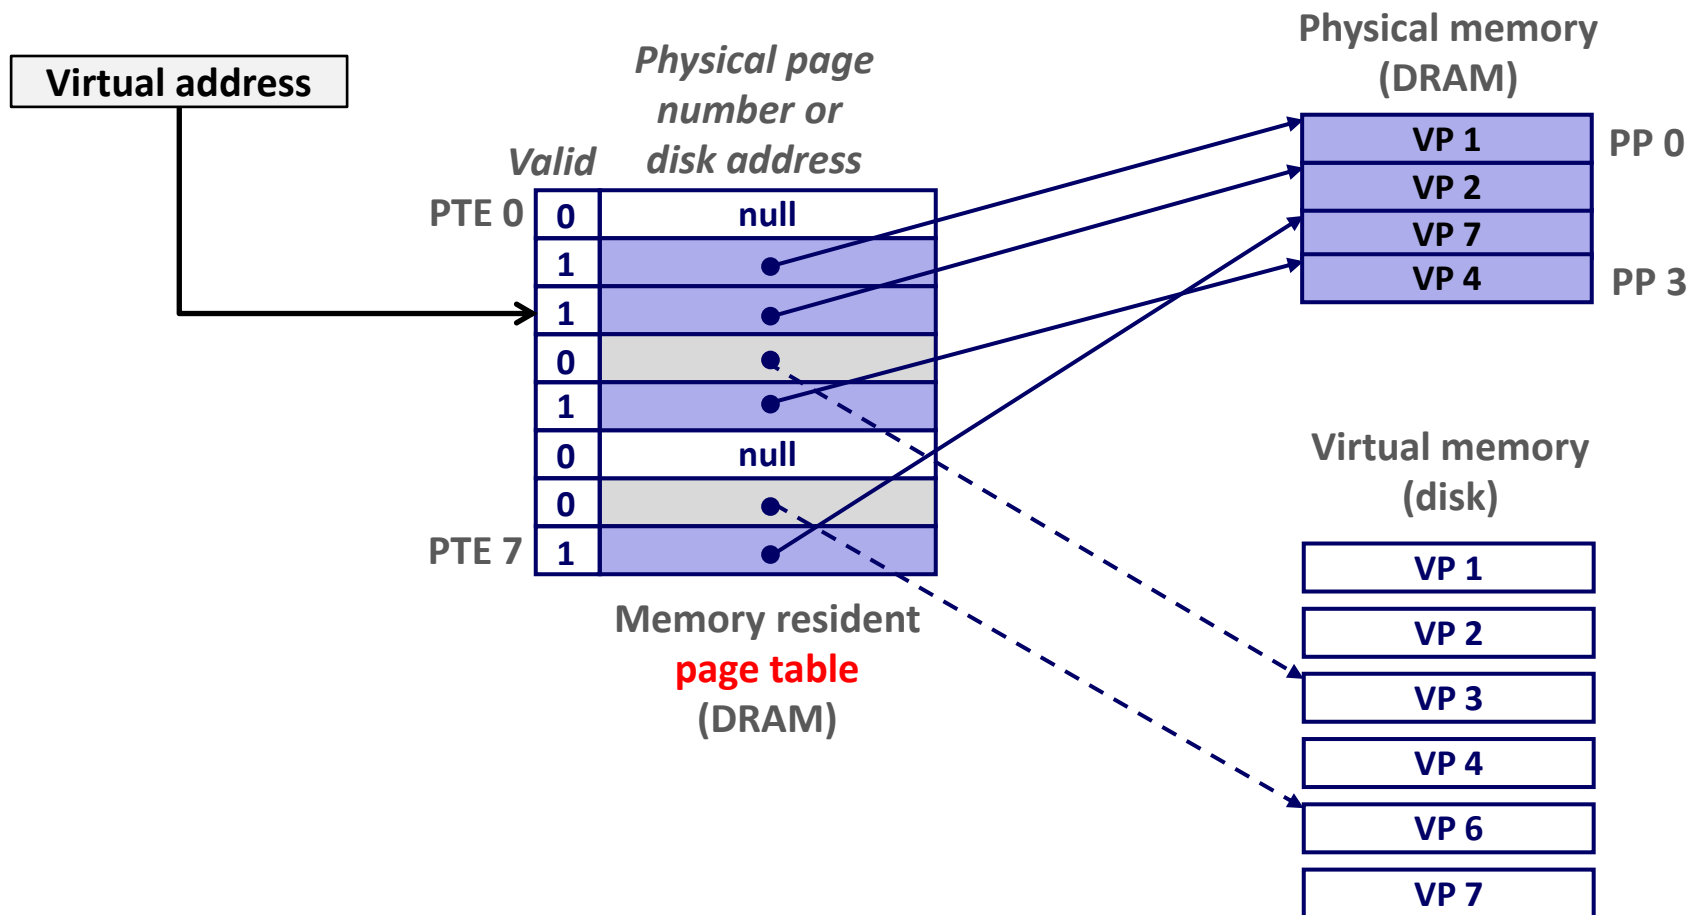 Virtual address
Physical page
number or
disk address
Valid
PTE 0
0
null
1
1
0
1
0
null
0
PTE 7
1
Memory resident
page table
(DRAM)
Physical memory
(DRAM)
VP 1
PP 0
VP 2
VP 7
VP 4
PP 3
Virtual memory
(disk)
VP 1
VP 2
VP 3
VP 4
VP 6
VP 7